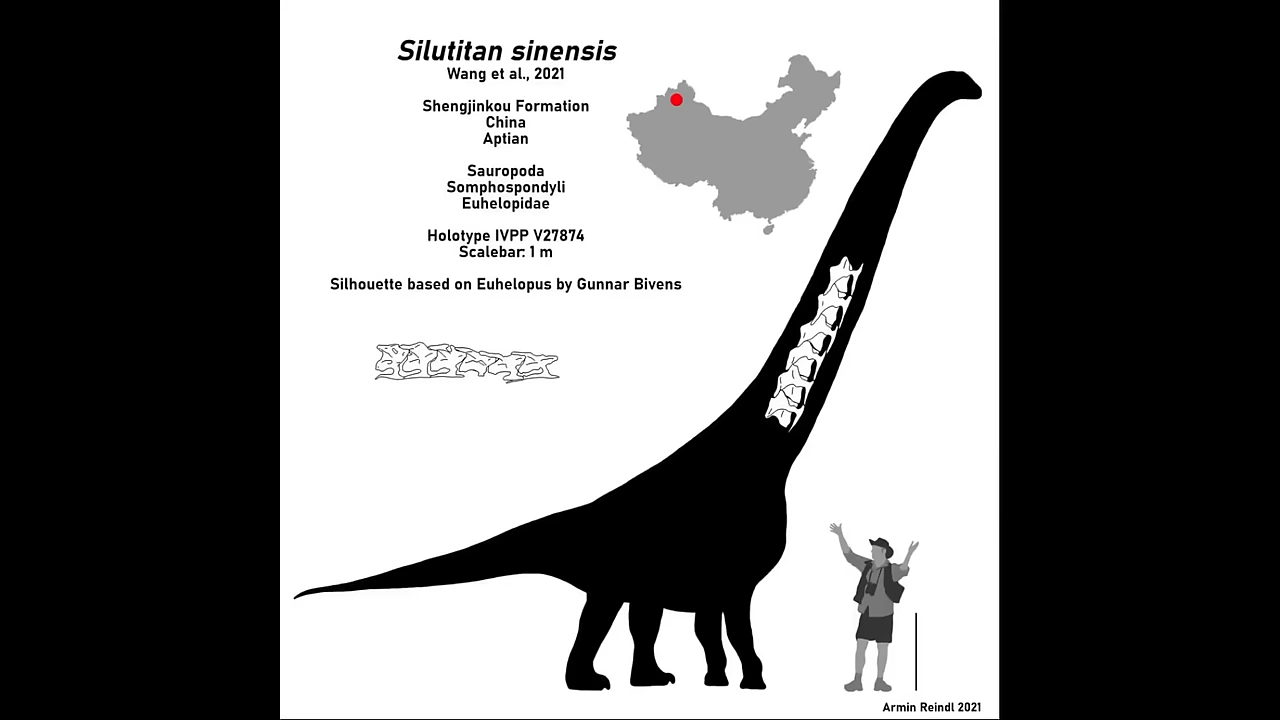 Silutitan sinensis
Wang et al., 2021
Shengjinkou Formation
China
Aptian
Sauropoda
Somphospondyli
Euhelopidae
Holotype IVPP V27874
Scalebar: 1 m
Silhouette based on Euhelopus by Gunnar Bivens
Armin Reindl 2021